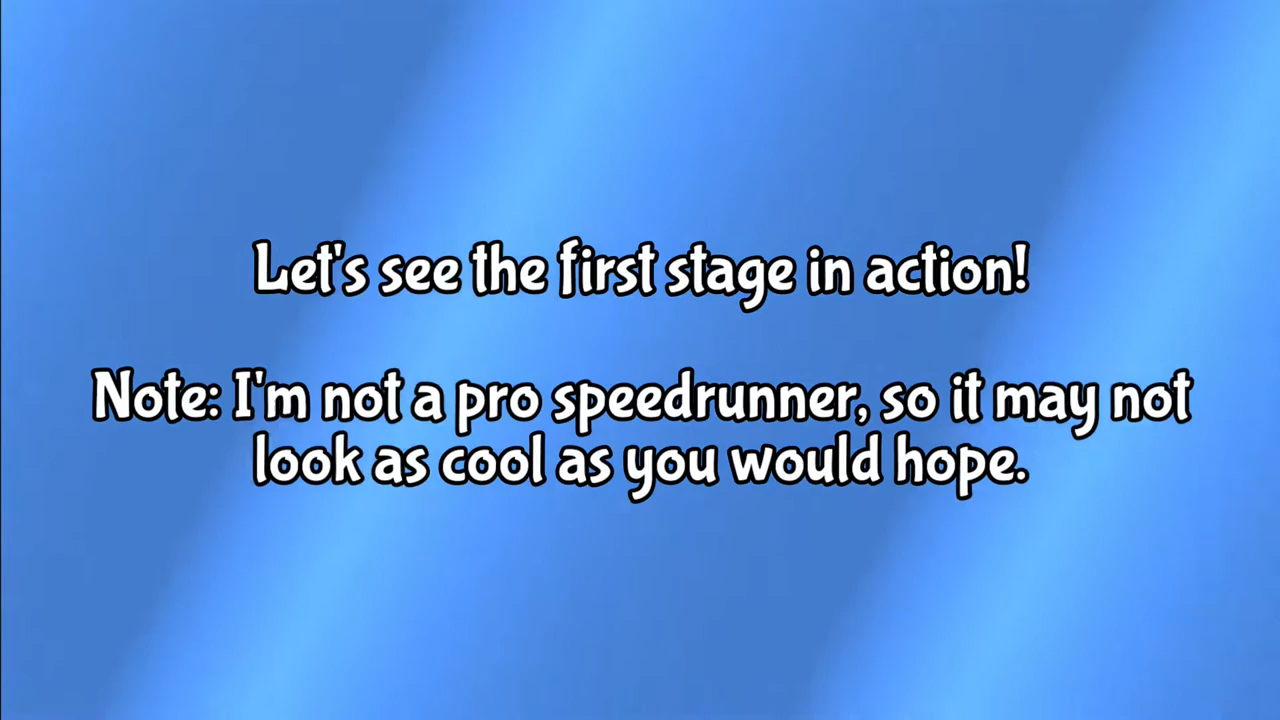 Let's see the first stage in action!
Note: I'm not a pro speedrunner, so it may not
look as cool as you would hope.